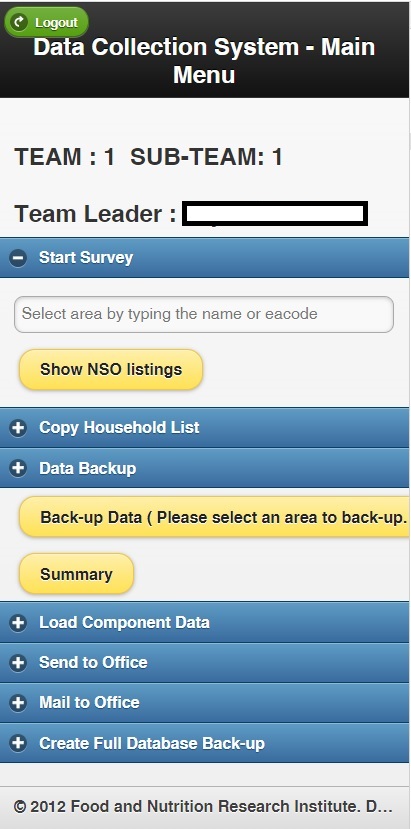 Logout
Data Collection System - Main
Menu
TEAM : 1 SUB-TEAM: 1
Team Leader :
Start Survey
Select area by typing the name or eacode
Show NSO listings
Copy Household List
Data Backup
Back-up Data ( Please select an area to back-up.
Summary
Load Component Data
Send to Office
Mail to Office
Create Full Database Back-up
© 2012 Food and Nutrition Research Institute. D...